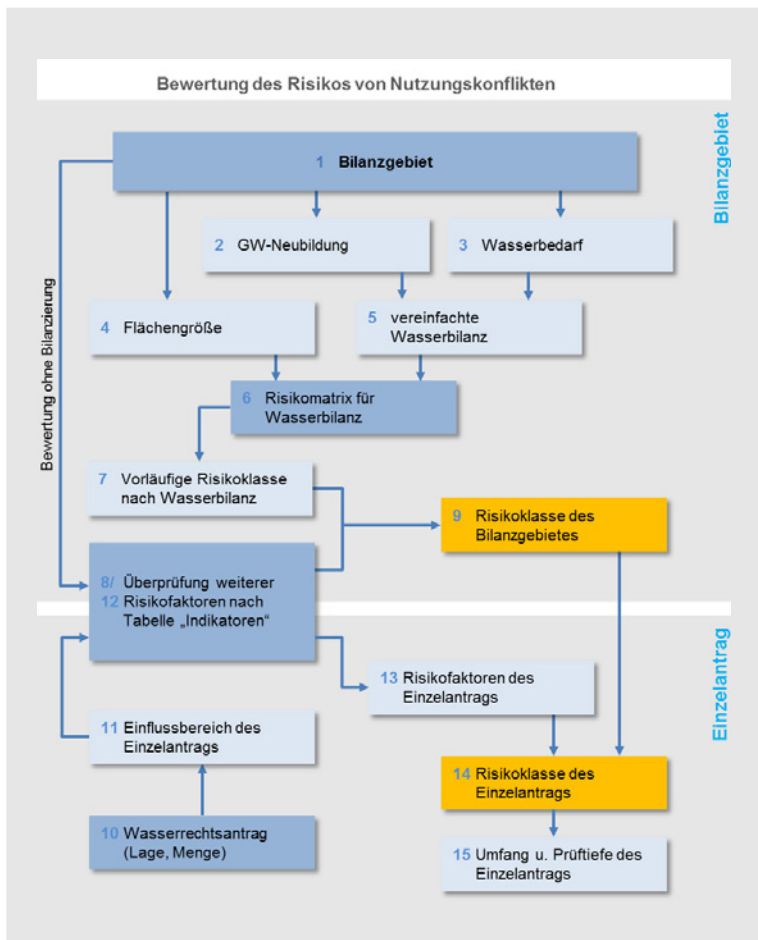 Bewertung des Risikos von Nutzungskonflikten
Bilanzgebiet
1 Bilanzgebiet
2 GW-Neubildung
3 Wasserbedarf
4 Flächengröße
5 vereinfachte
Wasserbilanz
Bewertung ohne Bilanzierung
6 Risikomatrix für
Wasserbilanz
7 Vorläufige Risikoklasse
nach Wasserbilanz
9 Risikoklasse des
Bilanzgebietes
8/ Überprüfung weiterer
12 Risikofaktoren nach
Tabelle „Indikatoren“
Einzelantrag
13 Risikofaktoren des
Einzelantrags
11 Einflussbereich des
Einzelantrags
14 Risikoklasse des
Einzelantrags
10 Wasserrechtsantrag
(Lage, Menge)
15 Umfang u. Prüftiefe des
Einzelantrags